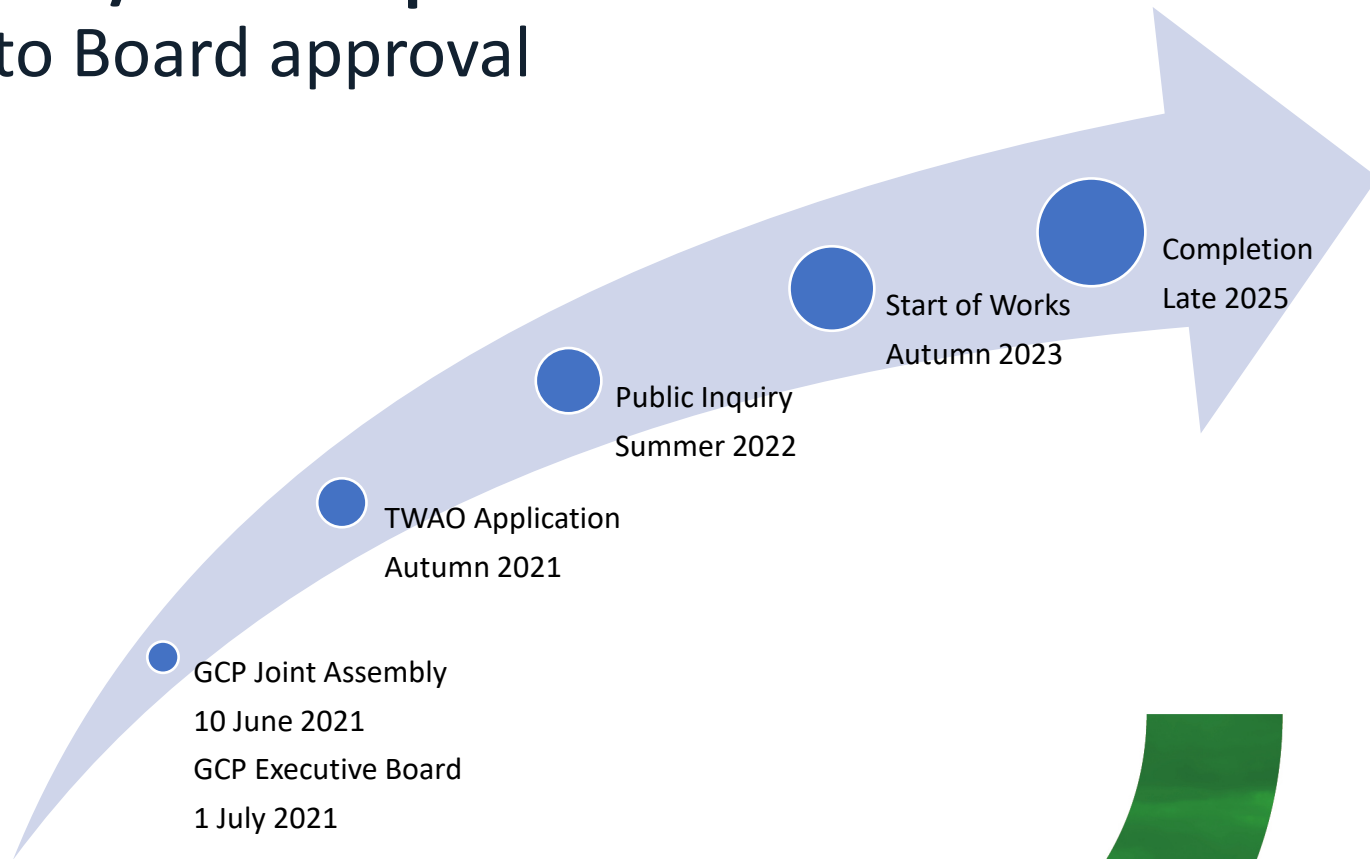 to Board approval
Completion
Late 2025
Start of Works
Autumn 2023
Public Inquiry
Summer 2022
TWAO Application
Autumn 2021
GCP Joint Assembly
10 June 2021
GCP Executive Board
1 July 2021